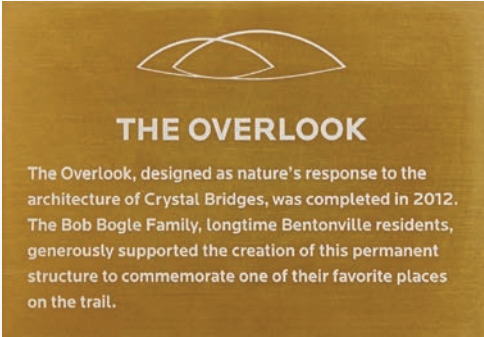 THE OVERLOOK
The Overlook, designed as nature's response to the
architecture of Crystal Bridges, was completed in 2012.
The Bob Bogle Family, longtime Bentonville residents,
generously supported the creation of this permanent
structure to commemorate one of their favorite places
on the trail.